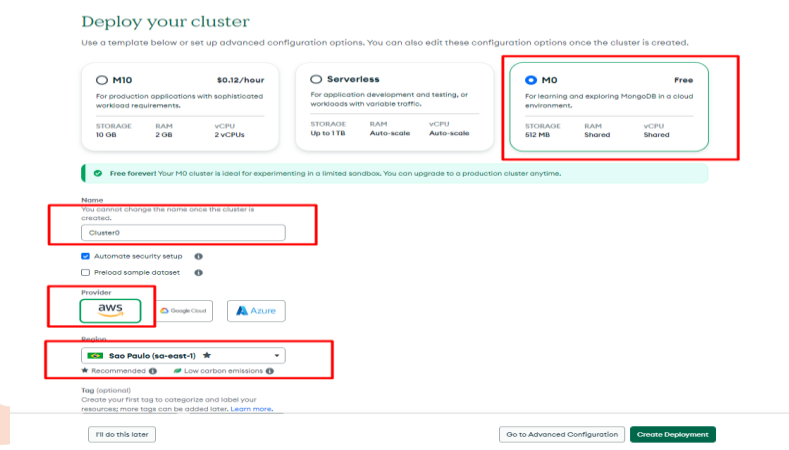 Deploy your cluster
Use a template below or set up advanced configuration options. You can also edit these configuration options once the cluster is created.
M10 $0.12/hour
For production applications with sophisticated
workload requirements.
STORAGE RAM vCPU
10 GB 2 GB 2 vCPUs
Serverless
For application development and testing, or
workloads with variable traffic.
STORAGE RAM vCPU
Up to 1 TB Auto-scale Auto-scale
M0 Free
For learning and exploring MongoDB in a cloud
environment.
STORAGE RAM vCPU
512 MB Shared Shared
Free forever! Your M0 cluster is ideal for experimenting in a limited sandbox. You can upgrade to a production cluster anytime.
Name
You cannot change the name once the cluster is
created.
Cluster0
Automate security setup
Preload sample dataset
Provider
aws Google Cloud Azure
Region
Sao Paulo (sa-east-1)
Recommended Low carbon emissions
Tag (optional)
Create your first tag to categorize and label your
resources; more tags can be added later. Learn more.
I'll do this later Go to Advanced Configuration Create Deployment